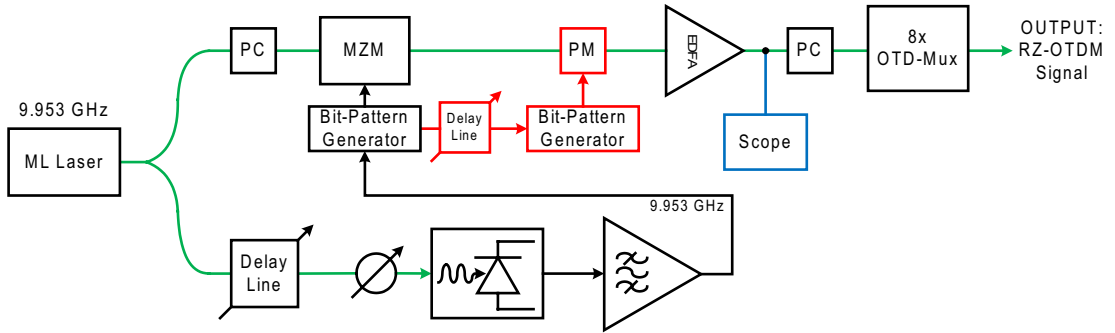 9.953 GHz
ML Laser
PC
MZM
PM
EDFA
PC
8x
OTD-Mux
OUTPUT:
RZ-OTDM
Signal
Bit-Pattern
Generator
Delay
Line
Bit-Pattern
Generator
Scope
9.953 GHz
Delay
Line